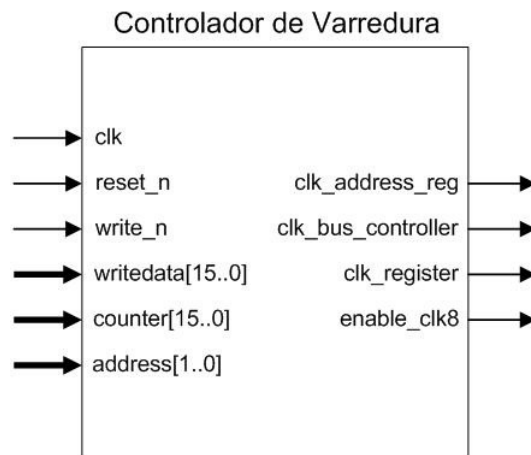 Controlador de Varredura
clk
reset_n
write_n
writedata[15..0]
counter[15..0]
address[1..0]
clk_address_reg
clk_bus_controller
clk_register
enable_clk8